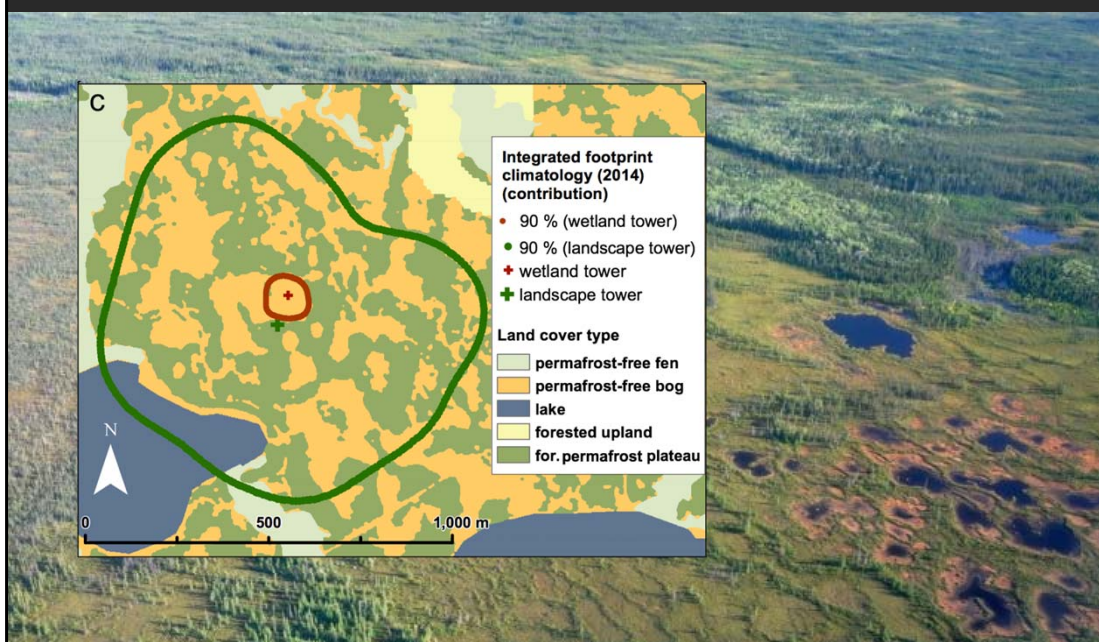 C
Integrated footprint
climatology (2014)
(contribution)
90 % (wetland tower)
90 % (landscape tower)
wetland tower
landscape tower
Land cover type
permafrost-free fen
permafrost-free bog
lake
forested upland
for. permafrost plateau
N
0 500 1,000 m